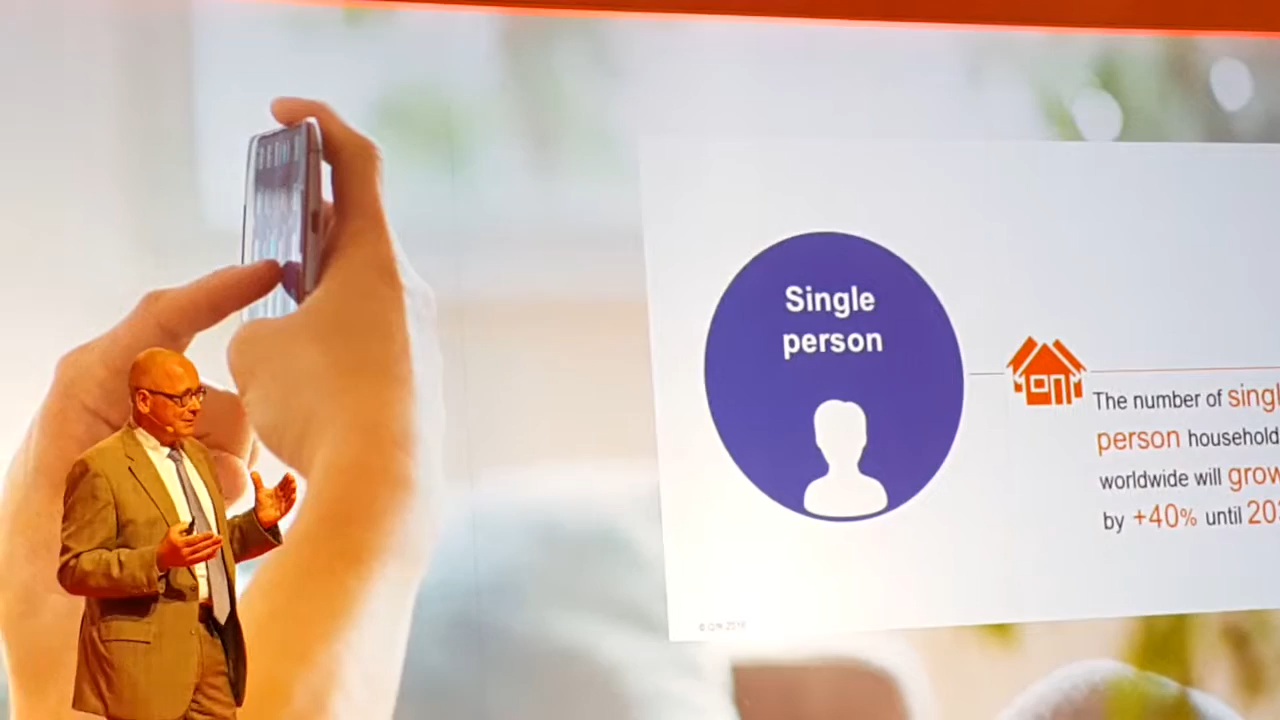 Single
person
The number of singl
person household
worldwide will grow
by +40% until 20